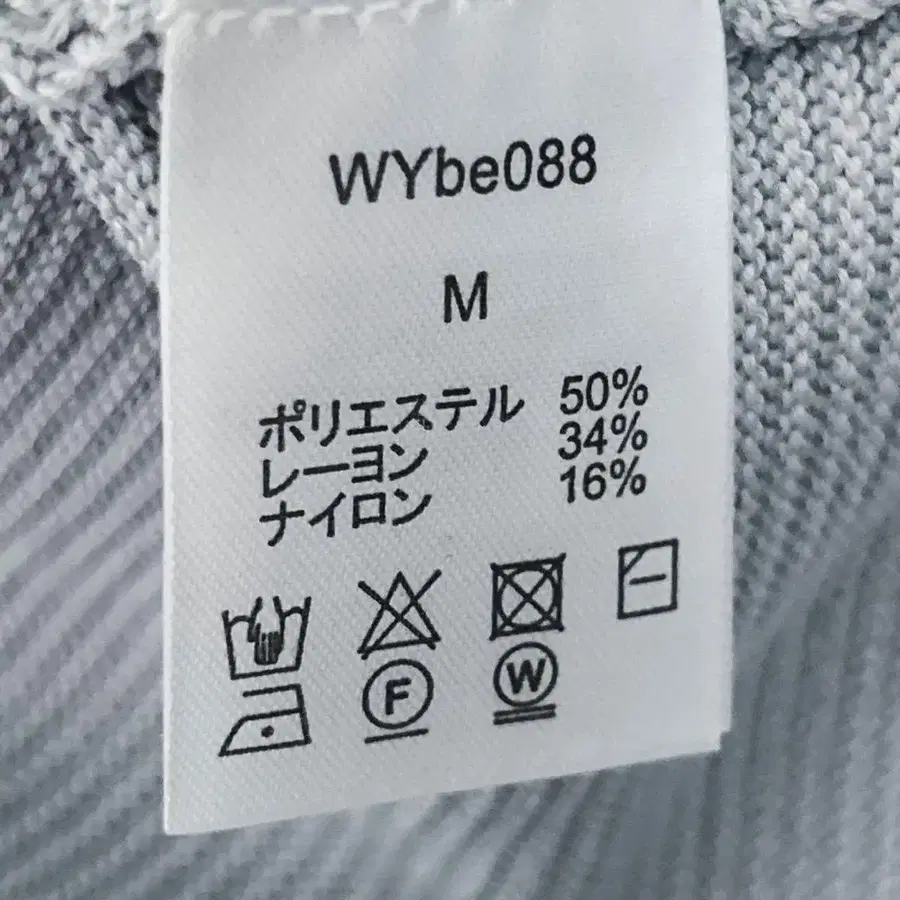 WYbe088
M
ポリエステル 50%
レーヨン 34%
ナイロン 16%
F W